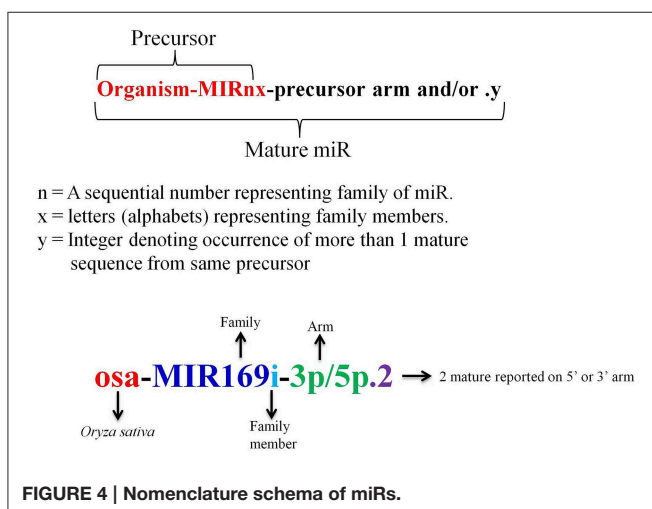 Precursor
Organism-MIRnx-precursor arm and/or .y
Mature miR
n = A sequential number representing family of miR.
x = letters (alphabets) representing family members.
y = Integer denoting occurrence of more than 1 mature
sequence from same precursor
Family
Arm
osa-MIR169i-3p/5p.2
2 mature reported on 5’ or 3’ arm
Oryza sativa
Family
member
FIGURE 4 | Nomenclature schema of miRs.